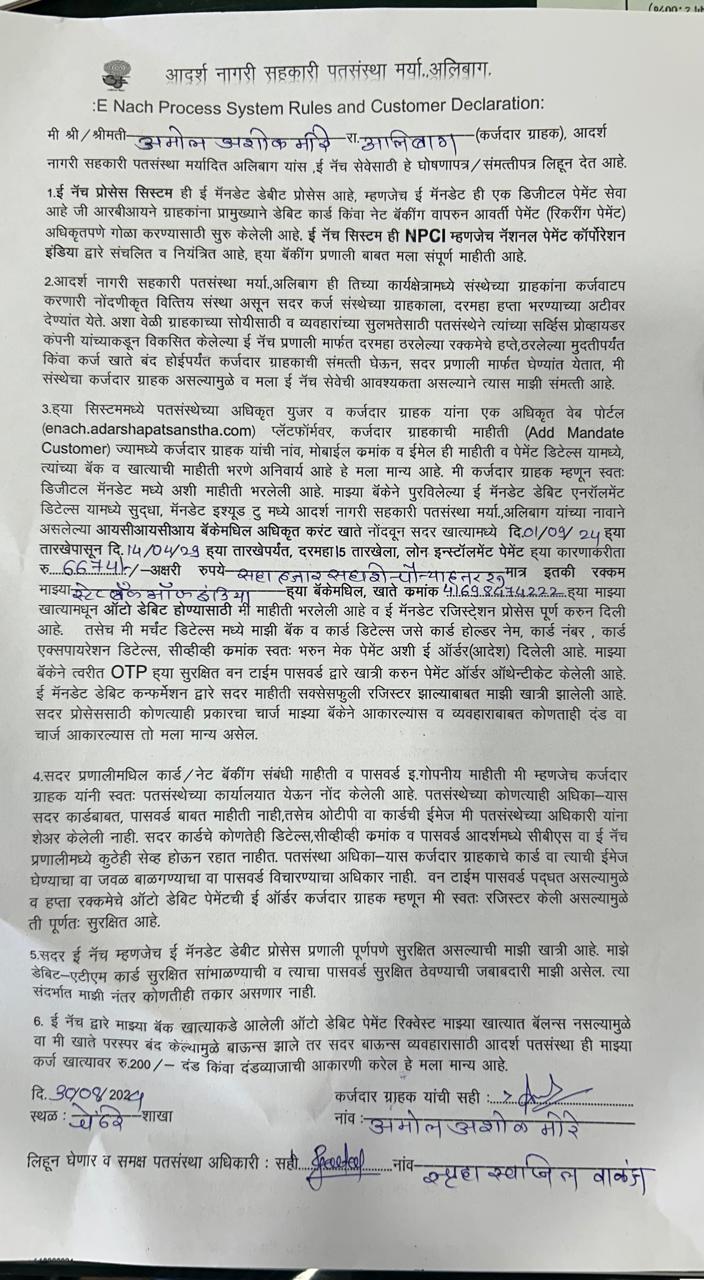 आदर्श नागरी सहकारी पतसंस्था मर्या.,अलिबाग.
:E Nach Process System Rules and Customer Declaration:
मी श्री/श्रीमती-अमोल अशोक मोरे रा.आलिबाग-(कर्जदार ग्राहक), आदर्श
नागरी सहकारी पतसंस्था मर्यादित अलिबाग यांस ,ई नॅच सेवेसाठी हे घोषणापत्र/संमत्तीपत्र लिहून देत आहे.
1.ई नॅच प्रोसेस सिस्टम ही ई मॅनडेट डेबीट प्रोसेस आहे, म्हणजेच ई मॅनडेट ही एक डिजीटल पेमेंट सेवा
आहे जी आरबीआयने ग्राहकांना प्रामुख्याने डेबिट कार्ड किंवा नेट बॅकींग वापरुन आवर्ती पेमेंट (रिकरींग पेमेंट)
अधिकृतपणे गोळा करण्यासाठी सुरु केलेली आहे. ई नॅच सिस्टम ही NPCI म्हणजेच नॅशनल पेमेंट कॉर्पोरेशन
इंडिया द्वारे संचलित व नियंत्रित आहे, ह्या बॅकींग प्रणाली बाबत मला संपूर्ण माहीती आहे.
2.आदर्श नागरी सहकारी पतसंस्था मर्या.,अलिबाग ही तिच्या कार्यक्षेत्रामध्ये संस्थेच्या ग्राहकांना कर्जवाटप
करणारी नोंदणीकृत वित्तिय संस्था असून सदर कर्ज संस्थेच्या ग्राहकाला, दरमहा हप्ता भरण्याच्या अटीवर
देण्यांत येते. अशा वेळी ग्राहकाच्या सोयीसाठी व व्यवहारांच्या सुलभतेसाठी पतसंस्थेने त्यांच्या सर्व्हिस प्रोव्हायडर
कंपनी यांच्याकडून विकसित केलेल्या ई नॅच प्रणाली मार्फत दरमहा ठरलेल्या रक्कमेचे हप्ते,ठरलेल्या मुदतीपर्यंत
किंवा कर्ज खाते बंद होईपर्यंत कर्जदार ग्राहकाची संमत्ती घेऊन, सदर प्रणाली मार्फत घेण्यांत येतात, मी
संस्थेचा कर्जदार ग्राहक असल्यामुळे व मला ई नॅच सेवेची आवश्यकता असल्याने त्यास माझी संमत्ती आहे.
3.ह्या सिस्टममध्ये पतसंस्थेच्या अधिकृत युजर व कर्जदार ग्राहक यांना एक अधिकृत वेब पोर्टल
(enach.adarshapatsanstha.com) प्लॅटफॉर्मवर, कर्जदार ग्राहकाची माहीती (Add Mandate
Customer) ज्यामध्ये कर्जदार ग्राहक यांची नांव, मोबाईल क्रमांक व ईमेल ही माहीती व पेमेंट डिटेल्स यामध्ये,
त्यांच्या बॅक व खात्याची माहीती भरणे अनिवार्य आहे हे मला मान्य आहे. मी कर्जदार ग्राहक म्हणून स्वतः
डिजीटल मॅनडेट मध्ये अशी माहीती भरलेली आहे. माझ्या बॅकेने पुरविलेल्या ई मॅनडेट डेबिट एनरॉलमेंट
डिटेल्स यामध्ये सुद्धा, मॅनडेट इश्यूड टु मध्ये आदर्श नागरी सहकारी पतसंस्था मर्या.अलिबाग यांच्या नावाने
असलेल्या आयसीआयसीआय बॅकेमधिल अधिकृत करंट खाते नोंदवून सदर खात्यामध्ये दि.01/09/24 ह्या
तारखेपासून दि.14/04/29 ह्या तारखेपर्यंत, दरमहा15 तारखेला, लोन इन्स्टॉलमेंट पेमेंट ह्या कारणाकरीता
रु 6674/-/-अक्षरी रुपये-सहा हजार सहाशे चौऱ्याहत्तर मात्र इतकी रक्कम
माझ्या स्टेट बँक ऑफ इंडिया ह्या बॅकेमधिल, खाते क्रमांक 41698474222 ह्या माझ्या
खात्यामधून ऑटो डेबिट होण्यासाठी मी माहीती भरलेली आहे व ई मॅनडेट रजिस्ट्रेशन प्रोसेस पूर्ण करुन दिली
आहे. तसेच मी मर्चंट डिटेल्स मध्ये माझी बॅक व कार्ड डिटेल्स जसे कार्ड होल्डर नेम, कार्ड नंबर , कार्ड
एक्सपायरेशन डिटेल्स, सीव्हीव्ही क्रमांक स्वतः भरुन मेक पेमेंट अशी ई ऑर्डर(आदेश) दिलेली आहे. माझ्या
बॅकेने त्वरीत OTP ह्या सुरक्षित वन टाईम पासवर्ड द्वारे खात्री करुन पेमेंट ऑर्डर ऑथेन्टीकेट केलेली आहे.
ई मॅनडेट डेबिट कन्फर्मेशन द्वारे सदर माहीती सक्सेसफुली रजिस्टर झाल्याबाबत माझी खात्री झालेली आहे.
सदर प्रोसेससाठी कोणत्याही प्रकारचा चार्ज माझ्या बॅकेने आकारल्यास व व्यवहाराबाबत कोणताही दंड वा
चार्ज आकारल्यास तो मला मान्य असेल.
4.सदर प्रणालीमधिल कार्ड/नेट बॅकींग संबंधी माहीती व पासवर्ड इ.गोपनीय माहीती मी म्हणजेच कर्जदार
ग्राहक यांनी स्वतः पतसंस्थेच्या कार्यालयात येऊन नोंद केलेली आहे. पतसंस्थेच्या कोणत्याही अधिका-यास
सदर कार्डबाबत, पासवर्ड बाबत माहीती नाही,तसेच ओटीपी वा कार्डची ईमेज मी पतसंस्थेच्या अधिकारी यांना
शेअर केलेली नाही. सदर कार्डचे कोणतेही डिटेल्स,सीव्हीव्ही क्रमांक व पासवर्ड आदर्शमध्ये सीबीएस वा ई नॅच
प्रणालीमध्ये कुठेही सेव्ह होऊन रहात नाहीत. पतसंस्था अधिका-यास कर्जदार ग्राहकाचे कार्ड वा त्याची ईमेज
घेण्याचा वा जवळ बाळगण्याचा वा पासवर्ड विचारण्याचा अधिकार नाही. वन टाईम पासवर्ड पद्धत असल्यामुळे
व हप्ता रक्कमेचे ऑटो डेबिट पेमेंटची ई ऑर्डर कर्जदार ग्राहक म्हणून मी स्वतः रजिस्टर केली असल्यामुळे
ती पूर्णतः सुरक्षित आहे.
5.सदर ई नॅच म्हणजेच ई मॅनडेट डेबीट प्रोसेस प्रणाली पूर्णपणे सुरक्षित असल्याची माझी खात्री आहे. माझे
डेबिट-एटीएम कार्ड सुरक्षित सांभाळण्याची व त्याचा पासवर्ड सुरक्षित ठेवण्याची जबाबदारी माझी असेल. त्या
संदर्भात माझी नंतर कोणतीही तक्रार असणार नाही.
6. ई नॅच द्वारे माझ्या बॅक खात्याकडे आलेली ऑटो डेबिट पेमेंट रिक्वेस्ट माझ्या खात्यात बॅलन्स नसल्यामुळे
वा मी खाते परस्पर बंद केल्यामुळे बाऊन्स झाले तर सदर बाऊन्स व्यवहारासाठी आदर्श पतसंस्था ही माझ्या
कर्ज खात्यावर रु.200/- दंड किंवा दंडव्याजाची आकारणी करेल हे मला मान्य आहे.
दि.30/08/2024 कर्जदार ग्राहक यांची सही :
स्थळ : चेंढरे शाखा नांव :-अमोल अशोक मोरे
लिहून घेणार व समक्ष पतसंस्था अधिकारी : सही नांव-स्पृहा स्वप्निल वाळंज